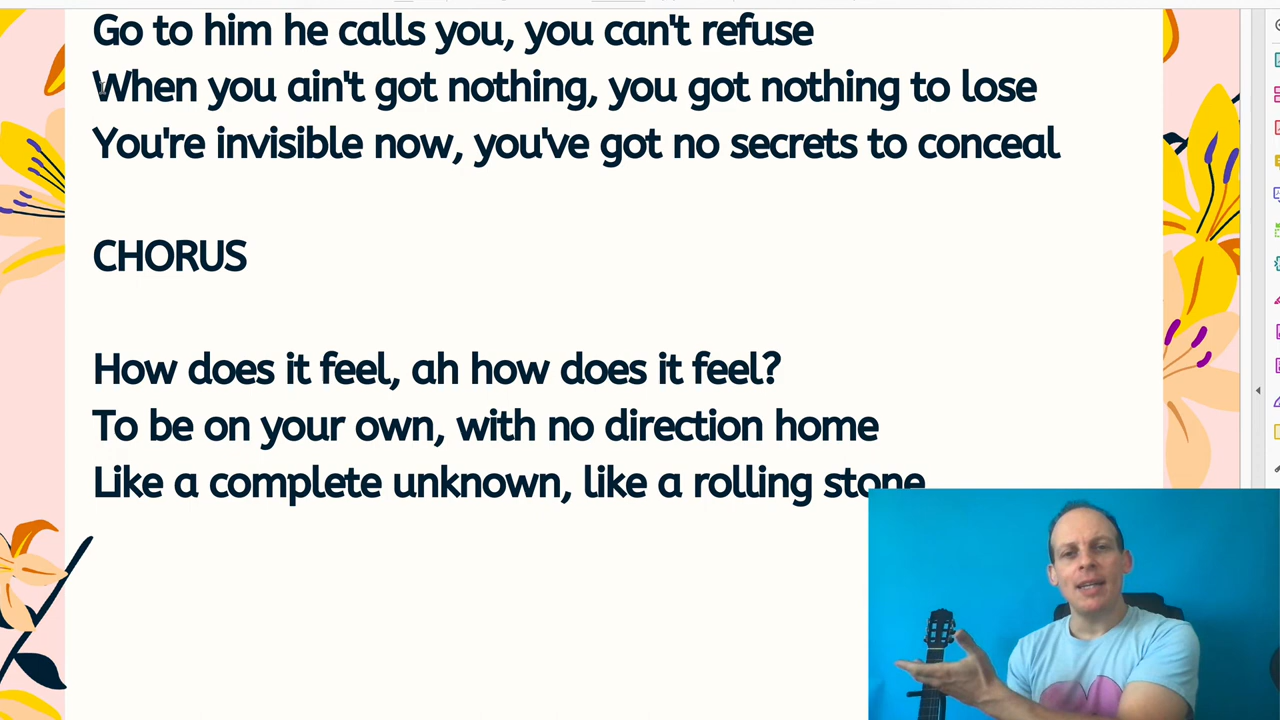 Go to him he calls you, you can't refuse
When you ain't got nothing, you got nothing to lose
You're invisible now, you've got no secrets to conceal
CHORUS
How does it feel, ah how does it feel?
To be on your own, with no direction home
Like a complete unknown, like a rolling stone